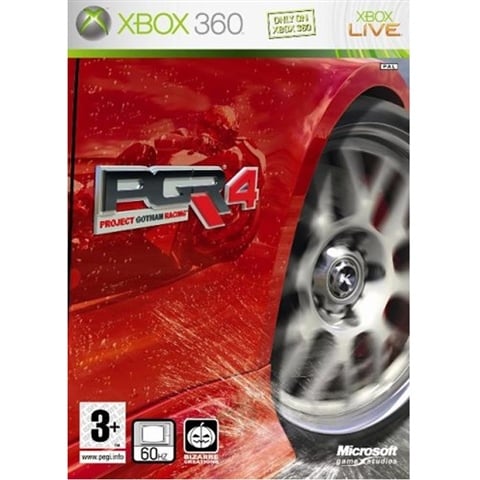 XBOX 360
ONLY ON
XBOX 360
XBOX
LIVE
PAL
PGR4
PROJECT GOTHAM RACING
K
3+
www.pegi.info
60HZ
BIZARRE
CREATIONS
Microsoft
game studios